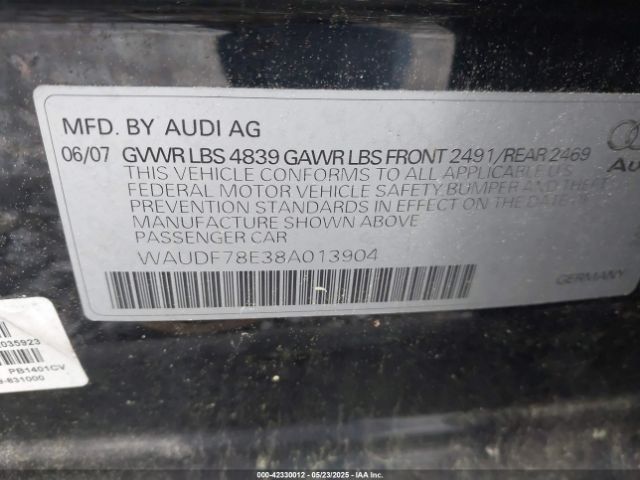 MFD. BY AUDI AG
06/07 GVWR LBS 4839 GAWR LBS FRONT 2491/REAR 2469
THIS VEHICLE CONFORMS TO ALL APPLICABLE U.S.
FEDERAL MOTOR VEHICLE SAFETY BUMPER AND THEFT
PREVENTION STANDARDS IN EFFECT ON THE DATE OF
MANUFACTURE SHOWN ABOVE
PASSENGER CAR
WAUDF78E38A013904
GERMANY
035923
PB1401CV
831000
000-42330012 - 05/23/2025 - IAA Inc.